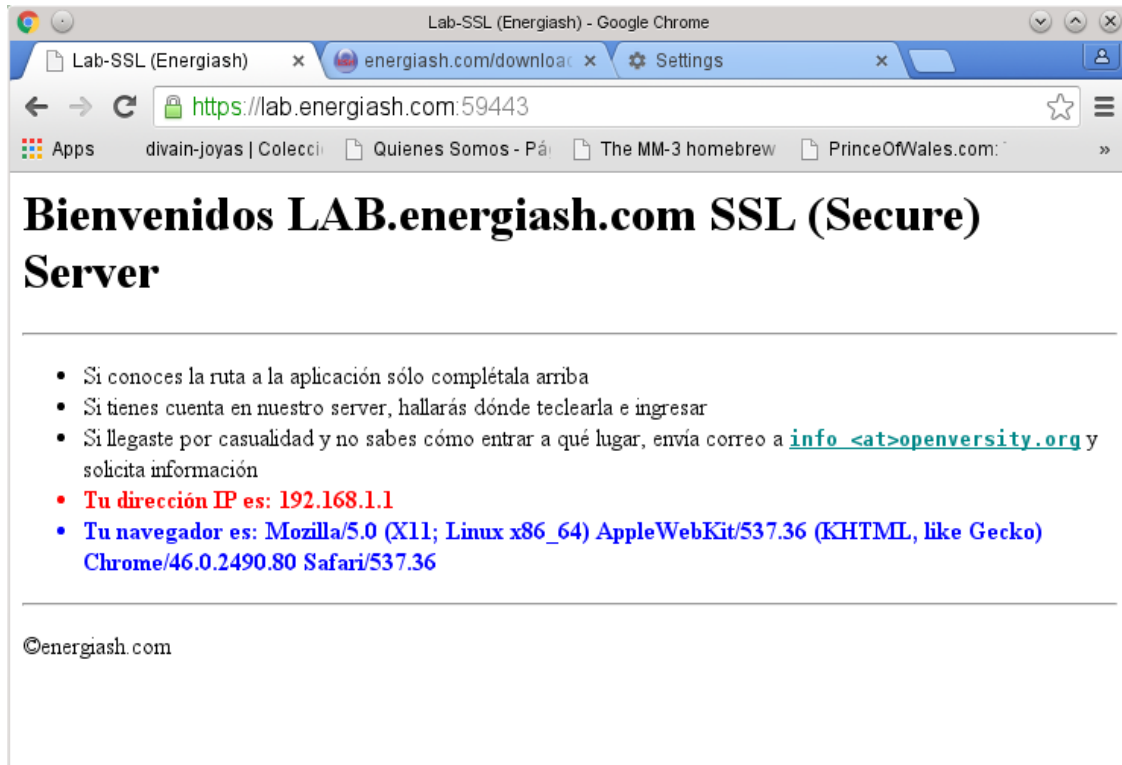 Lab-SSL (Energiash) - Google Chrome
Lab-SSL (Energiash)
energiash.com/downloac
Settings
https://lab.energiash.com:59443
Apps
divain-joyas | Colecci
Quienes Somos - Pá
The MM-3 homebrew
PrinceOfWales.com:
»
Bienvenidos LAB.energiash.com SSL (Secure)
Server
Si conoces la ruta a la aplicación sólo complétala arriba
Si tienes cuenta en nuestro server, hallarás dónde teclearla e ingresar
Si llegaste por casualidad y no sabes cómo entrar a qué lugar, envía correo a info <at>openversity.org y
solicita información
Tu dirección IP es: 192.168.1.1
Tu navegador es: Mozilla/5.0 (X11; Linux x86_64) AppleWebKit/537.36 (KHTML, like Gecko)
Chrome/46.0.2490.80 Safari/537.36
©energiash.com